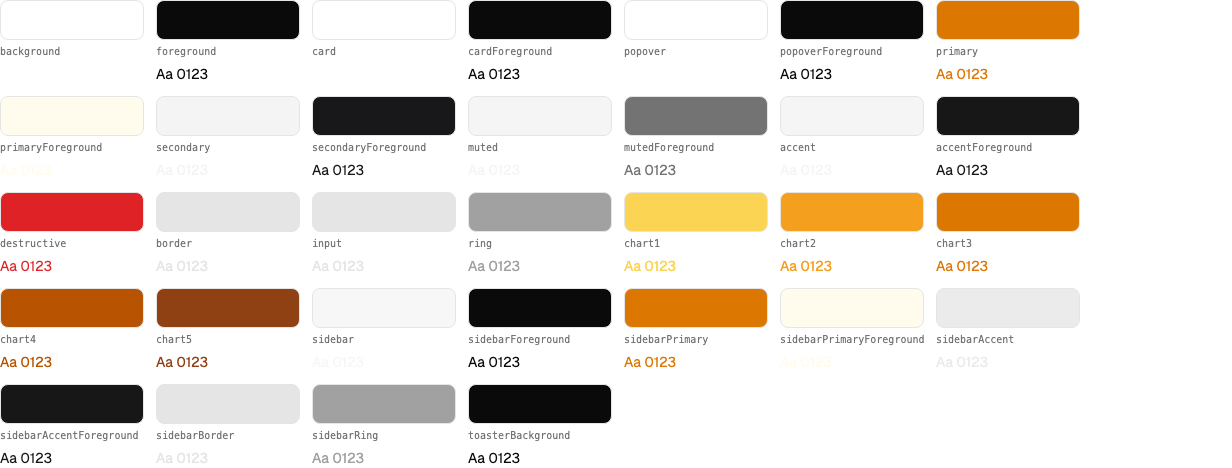 background foreground card cardForeground popover popoverForeground primary
Aa 0123 Aa 0123 Aa 0123 Aa 0123
primaryForeground secondary secondaryForeground muted mutedForeground accent accentForeground
Aa 0123 Aa 0123 Aa 0123 Aa 0123 Aa 0123 Aa 0123 Aa 0123
destructive border input ring chart1 chart2 chart3
Aa 0123 Aa 0123 Aa 0123 Aa 0123 Aa 0123 Aa 0123 Aa 0123
chart4 chart5 sidebar sidebarForeground sidebarPrimary sidebarPrimaryForeground sidebarAccent
Aa 0123 Aa 0123 Aa 0123 Aa 0123 Aa 0123 Aa 0123 Aa 0123
sidebarAccentForeground sidebarBorder sidebarRing toasterBackground
Aa 0123 Aa 0123 Aa 0123 Aa 0123